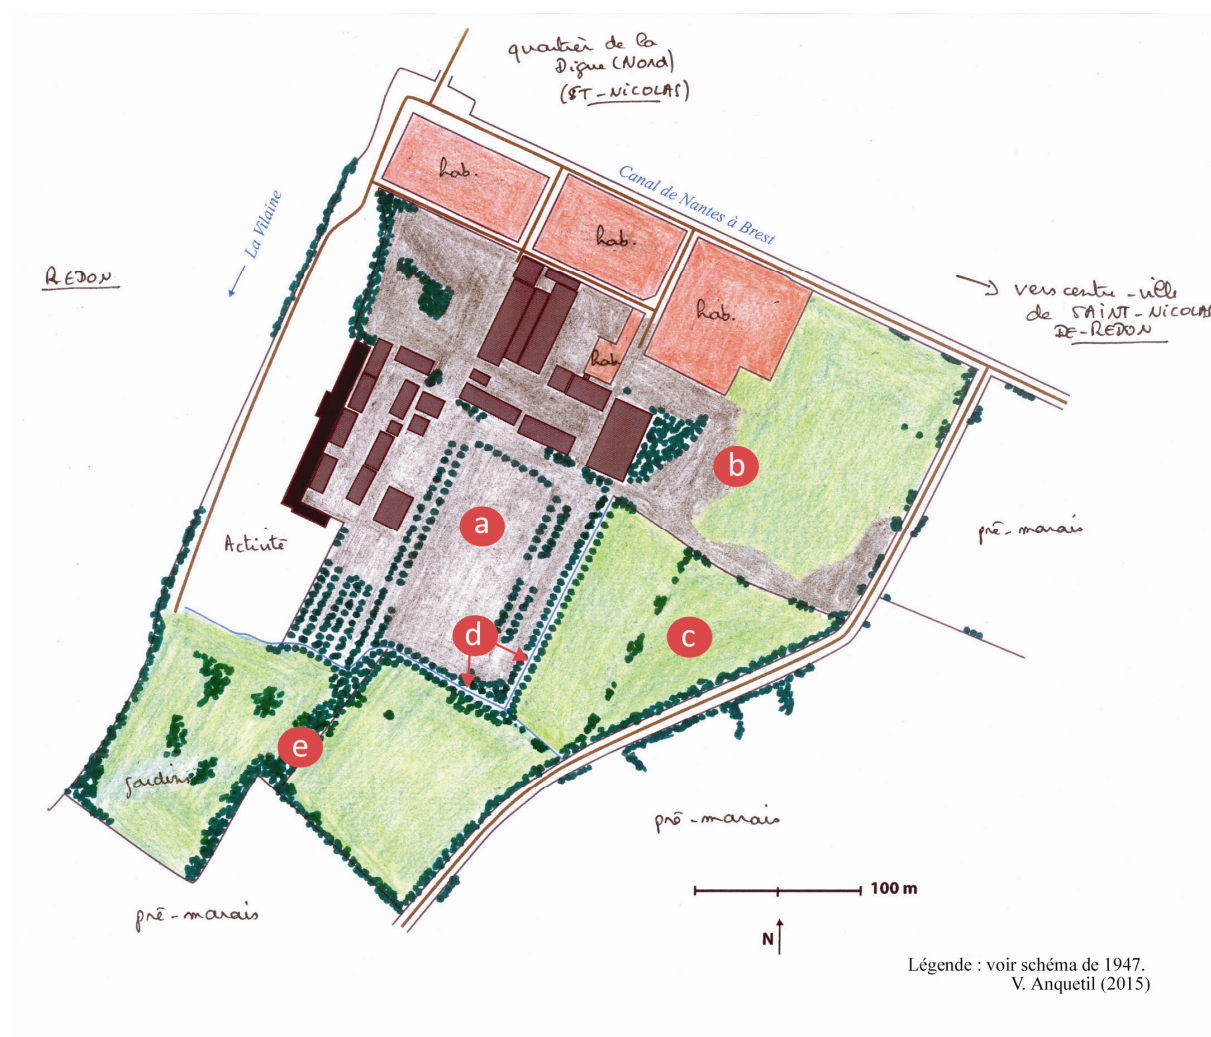 quartier de la
Digue (Nord)
(ST-NICOLAS)
hab.
Canal de Nantes à Brest
La Vilaine
hab.
REDON
vers centre-ville
de SAINT-NICOLAS
DE-REDON
hab.
hab.
b
a
Activité
pré-marais
d
c
e
jardins
pré-marais
100 m
pré-marais
N
Légende : voir schéma de 1947.
V. Anquetil (2015)